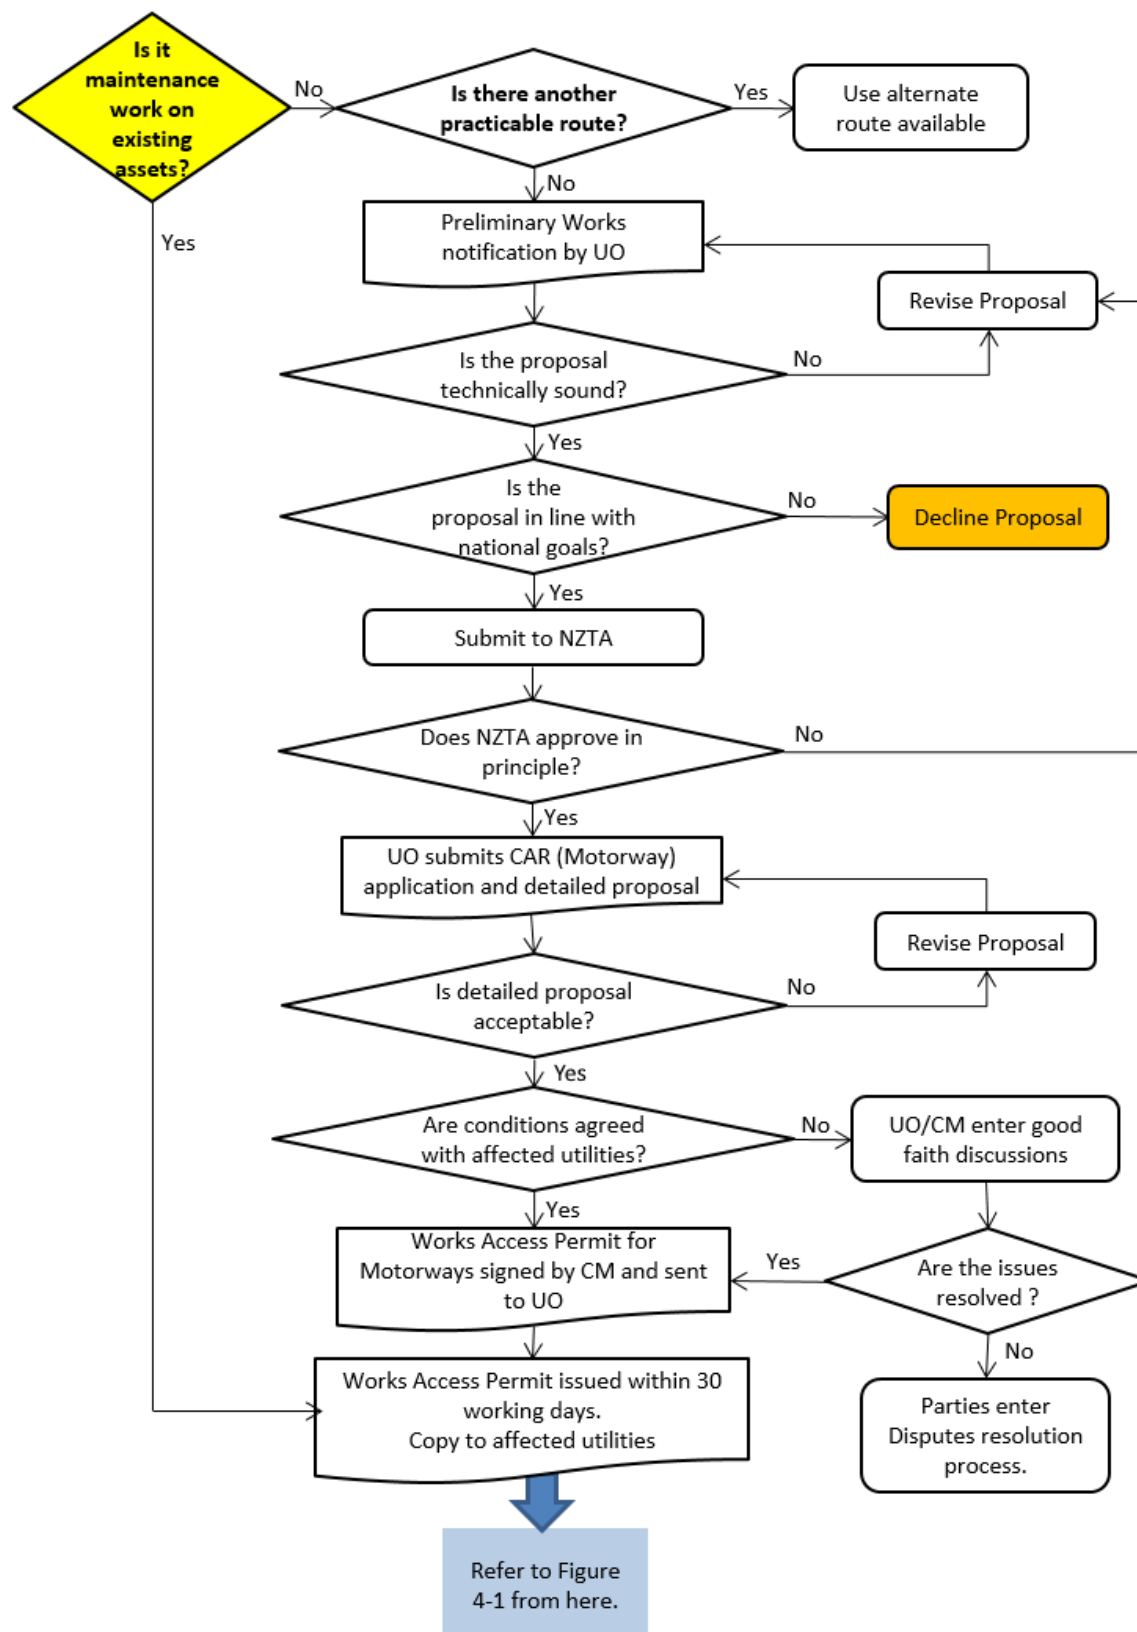 Is it
maintenance
work on
existing
assets?
No
Is there another
practicable route?
Yes
Use alternate
route available
No
Yes
Preliminary Works
notification by UO
Revise Proposal
Is the proposal
technically sound?
No
Yes
Is the
proposal in line with
national goals?
No
Decline Proposal
Yes
Submit to NZTA
Does NZTA approve in
principle?
No
Yes
UO submits CAR (Motorway)
application and detailed proposal
Revise Proposal
Is detailed proposal
acceptable?
No
Yes
Are conditions agreed
with affected utilities?
No
UO/CM enter good
faith discussions
Yes
Works Access Permit for
Motorways signed by CM and sent
to UO
Yes
Are the issues
resolved ?
No
Works Access Permit issued within 30
working days.
Copy to affected utilities
Parties enter
Disputes resolution
process.
Refer to Figure
4-1 from here.